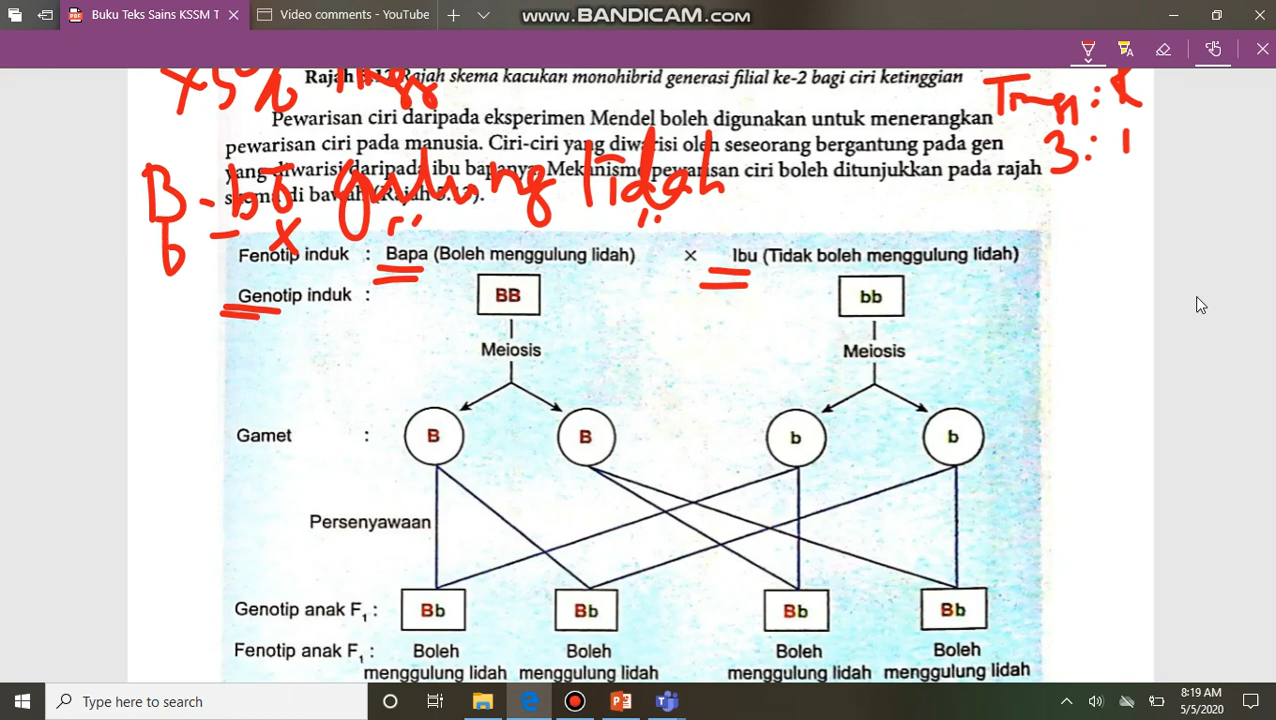 Buku Teks Sains KSSM T
Video comments - YouTube
www.BANDICAM.com
Rajah Rajah skema kacukan monohibrid generasi filial ke-2 bagi ciri ketinggian
Pewarisan ciri daripada eksperimen Mendel boleh digunakan untuk menerangkan
pewarisan ciri pada manusia. Ciri-ciri yang diwarisi oleh seseorang bergantung pada gen
yang diwarisi daripada ibu bapanya. Mekanisme pewarisan ciri boleh ditunjukkan pada rajah
di bawah (Rajah
3:1
B - gulung lidah
b - x
Fenotip induk : Bapa (Boleh menggulung lidah) × Ibu (Tidak boleh menggulung lidah)
Genotip induk : BB bb
Meiosis Meiosis
Gamet : B B b b
Persenyawaan
Genotip anak F₁ : Bb Bb Bb Bb
Fenotip anak F₁ : Boleh Boleh Boleh Boleh
menggulung lidah menggulung lidah menggulung lidah menggulung lidah
Type here to search
8:19 AM
5/5/2020